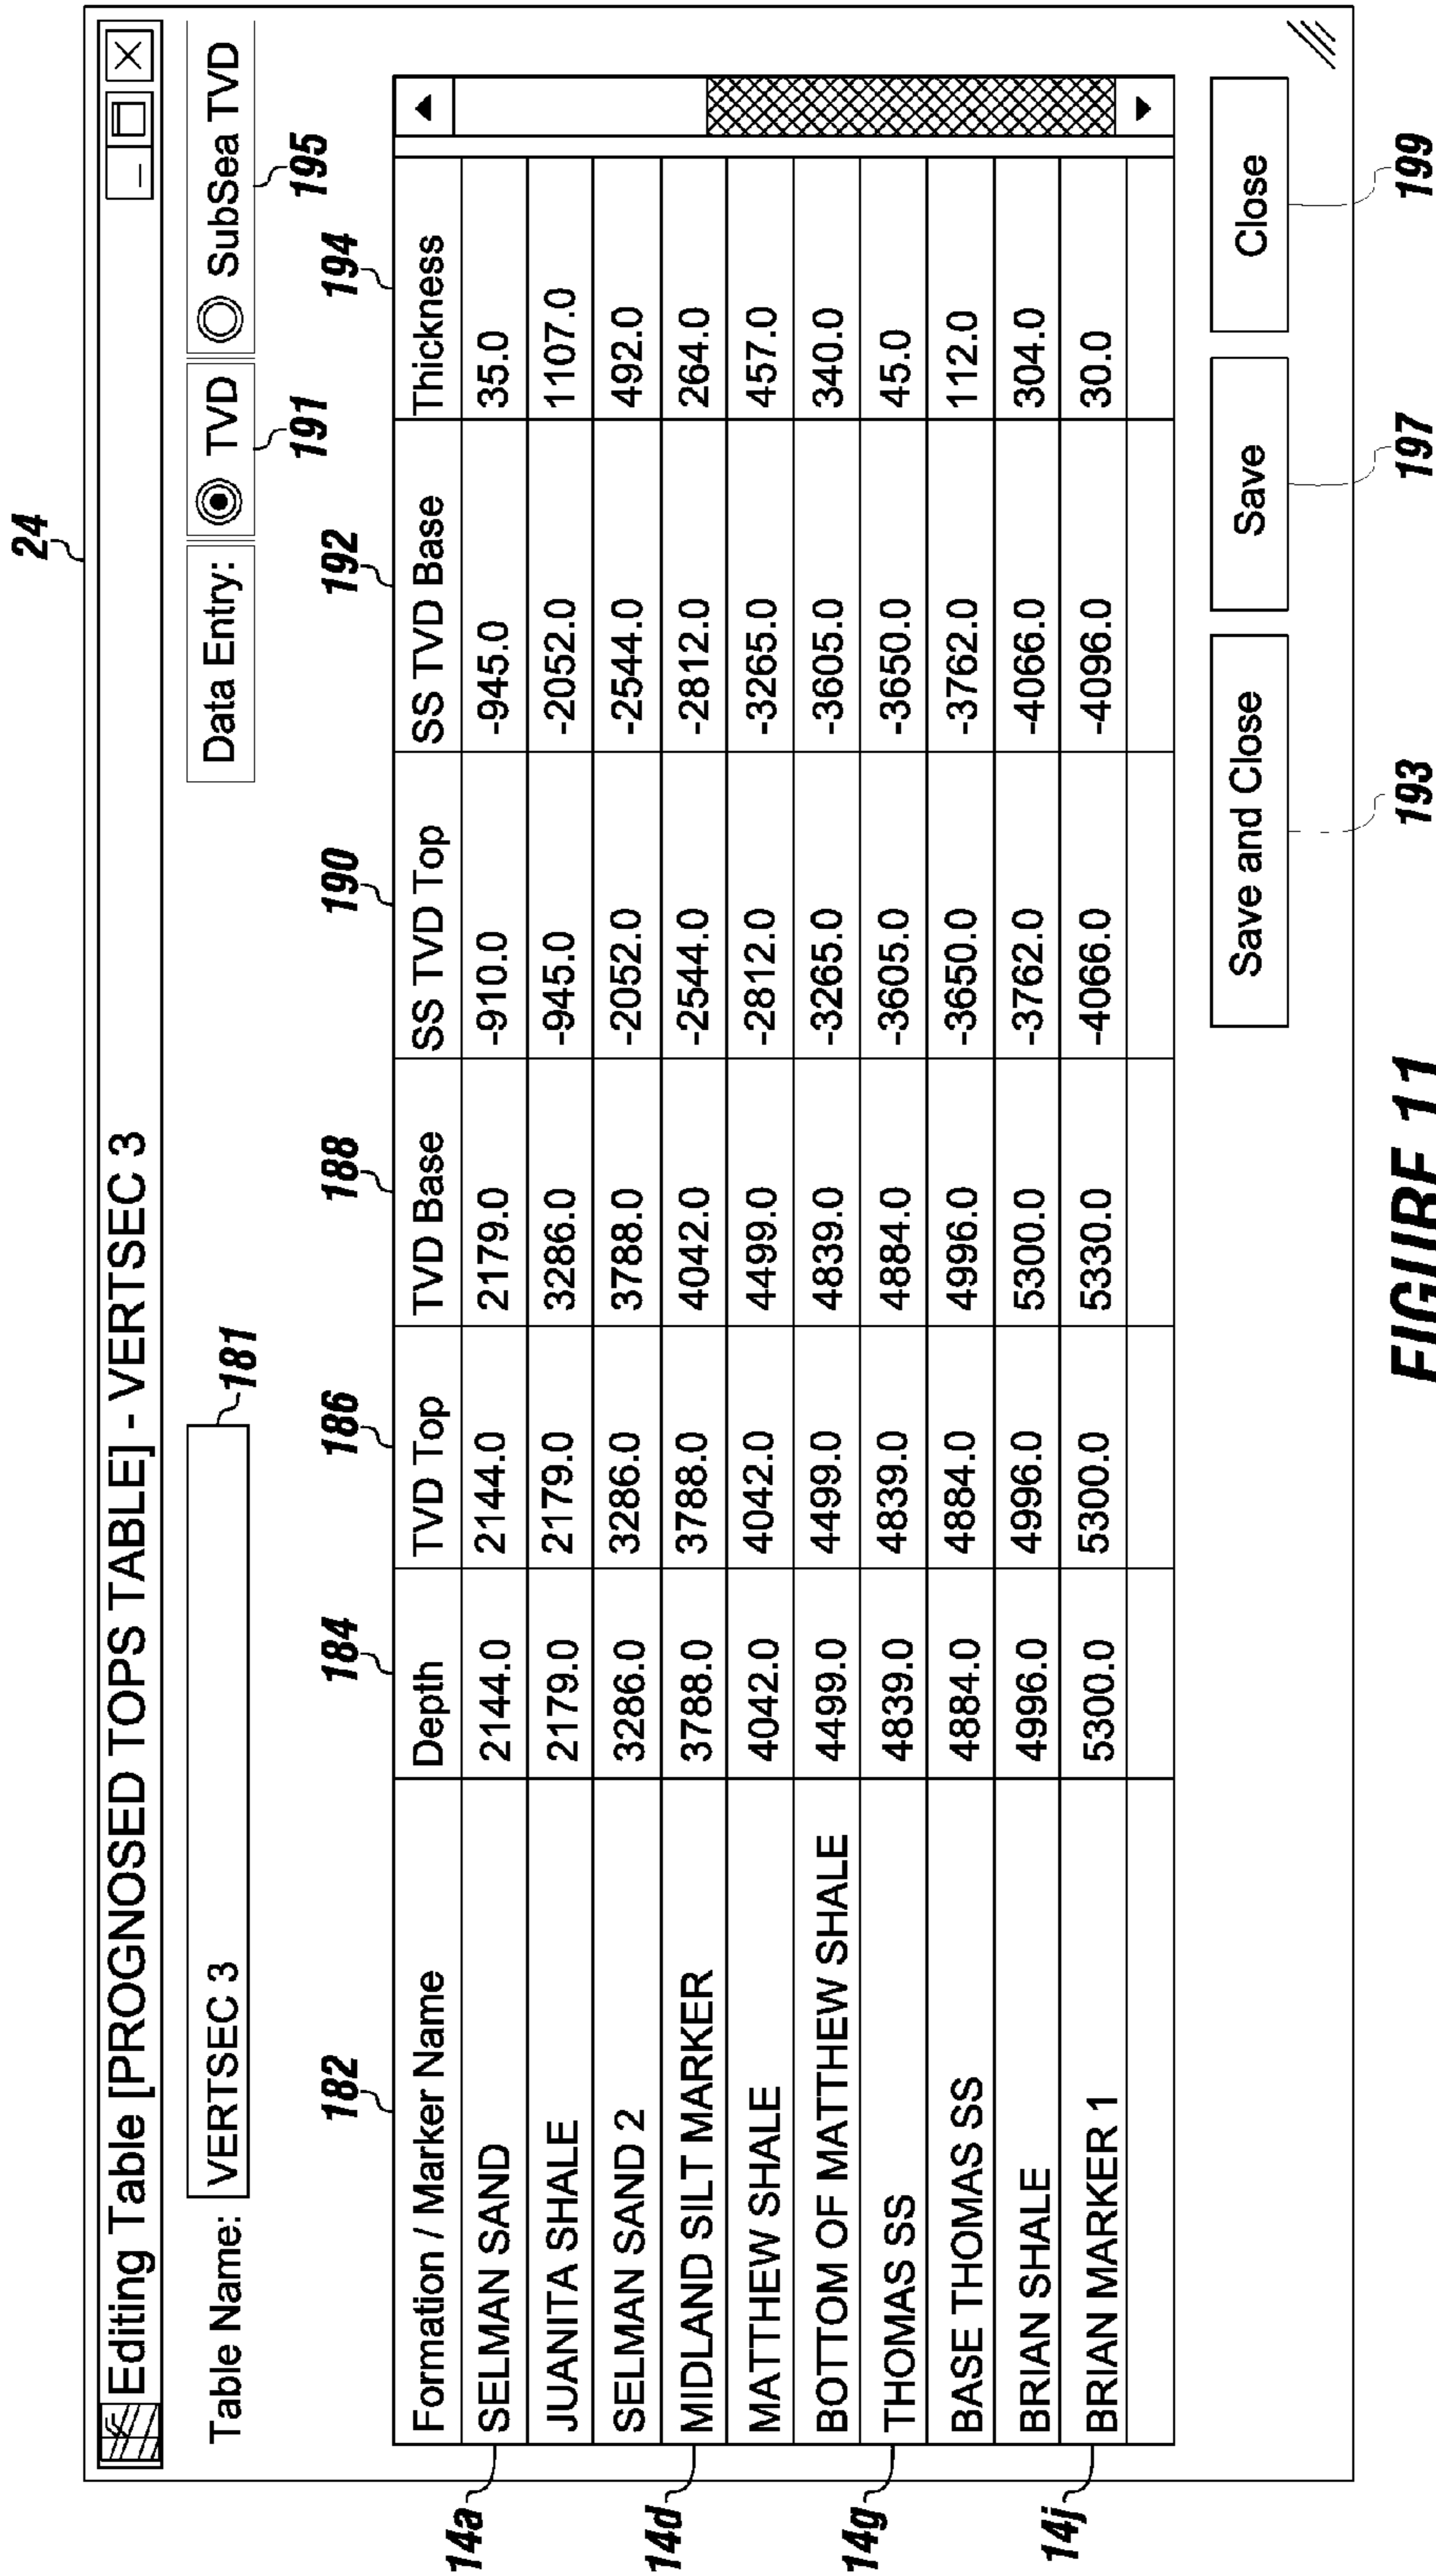 24
Editing Table [PROGNOSED TOPS TABLE] - VERTSEC 3
Table Name: VERTSEC 3 Data Entry: TVD SubSea TVD
181 191 195
182 184 186 188 190 192 194
Formation / Marker Name Depth TVD Top TVD Base SS TVD Top SS TVD Base Thickness
14a SELMAN SAND 2144.0 2144.0 2179.0 -910.0 -945.0 35.0
JUANITA SHALE 2179.0 2179.0 3286.0 -945.0 -2052.0 1107.0
SELMAN SAND 2 3286.0 3286.0 3788.0 -2052.0 -2544.0 492.0
14d MIDLAND SILT MARKER 3788.0 3788.0 4042.0 -2544.0 -2812.0 264.0
MATTHEW SHALE 4042.0 4042.0 4499.0 -2812.0 -3265.0 457.0
BOTTOM OF MATTHEW SHALE 4499.0 4499.0 4839.0 -3265.0 -3605.0 340.0
14g THOMAS SS 4839.0 4839.0 4884.0 -3605.0 -3650.0 45.0
BASE THOMAS SS 4884.0 4884.0 4996.0 -3650.0 -3762.0 112.0
BRIAN SHALE 4996.0 4996.0 5300.0 -3762.0 -4066.0 304.0
14j BRIAN MARKER 1 5300.0 5300.0 5330.0 -4066.0 -4096.0 30.0
Save and Close Save Close
193 197 199
FIGURE 11